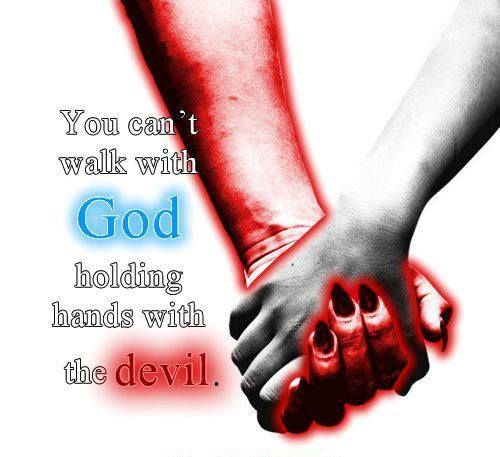 You can't
walk with
God
holding
hands with
the devil.